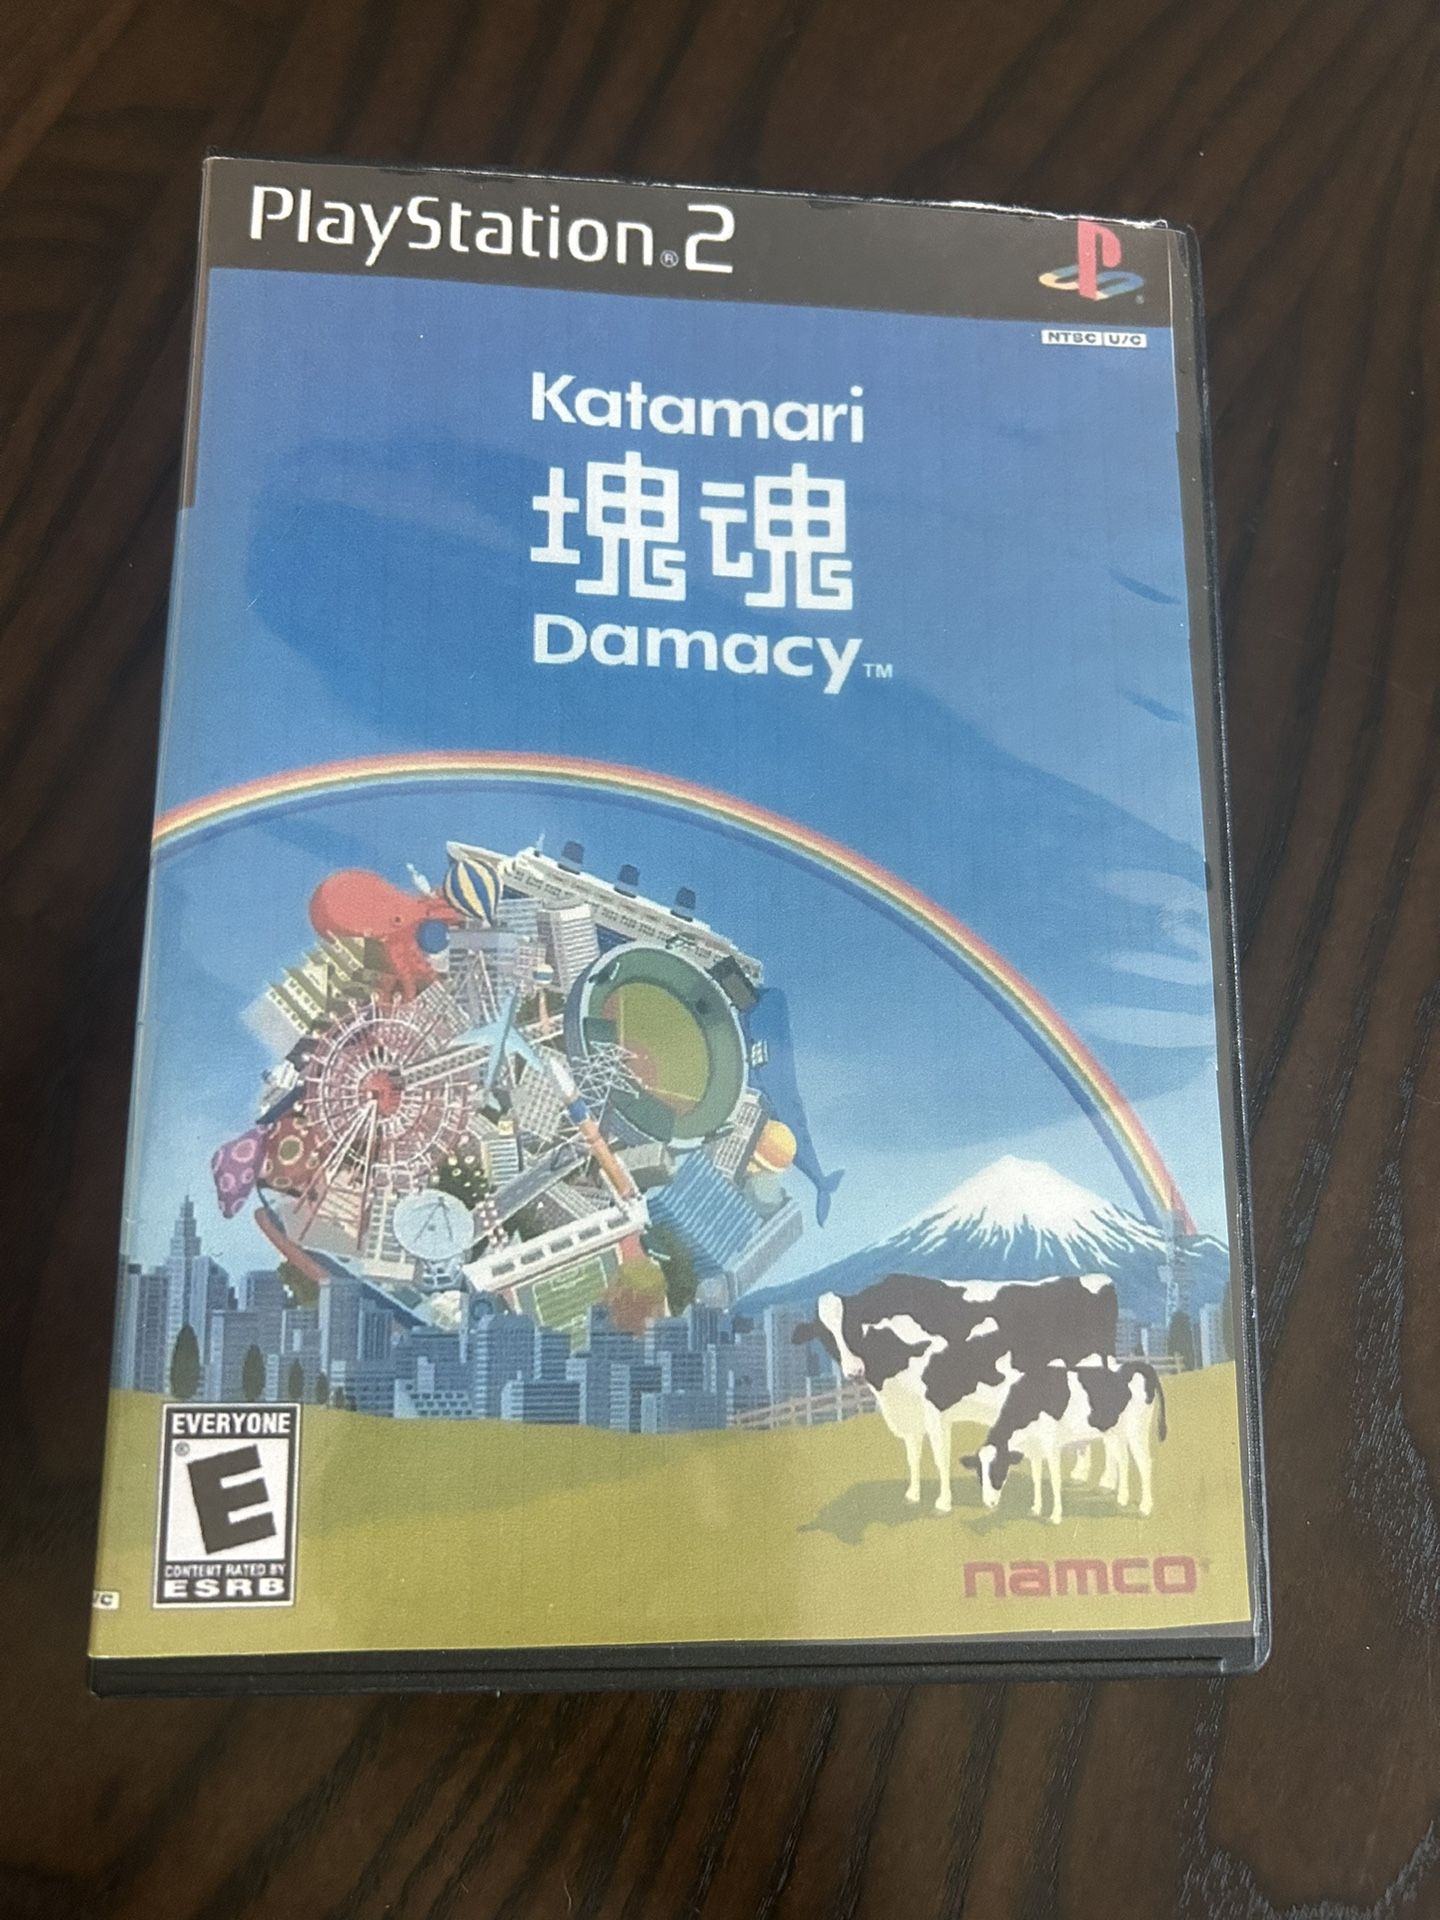 PlayStation®2
NTSC U/C
Katamari
塊魂
Damacy™
EVERYONE
E
CONTENT RATED BY
ESRB
/C
namco